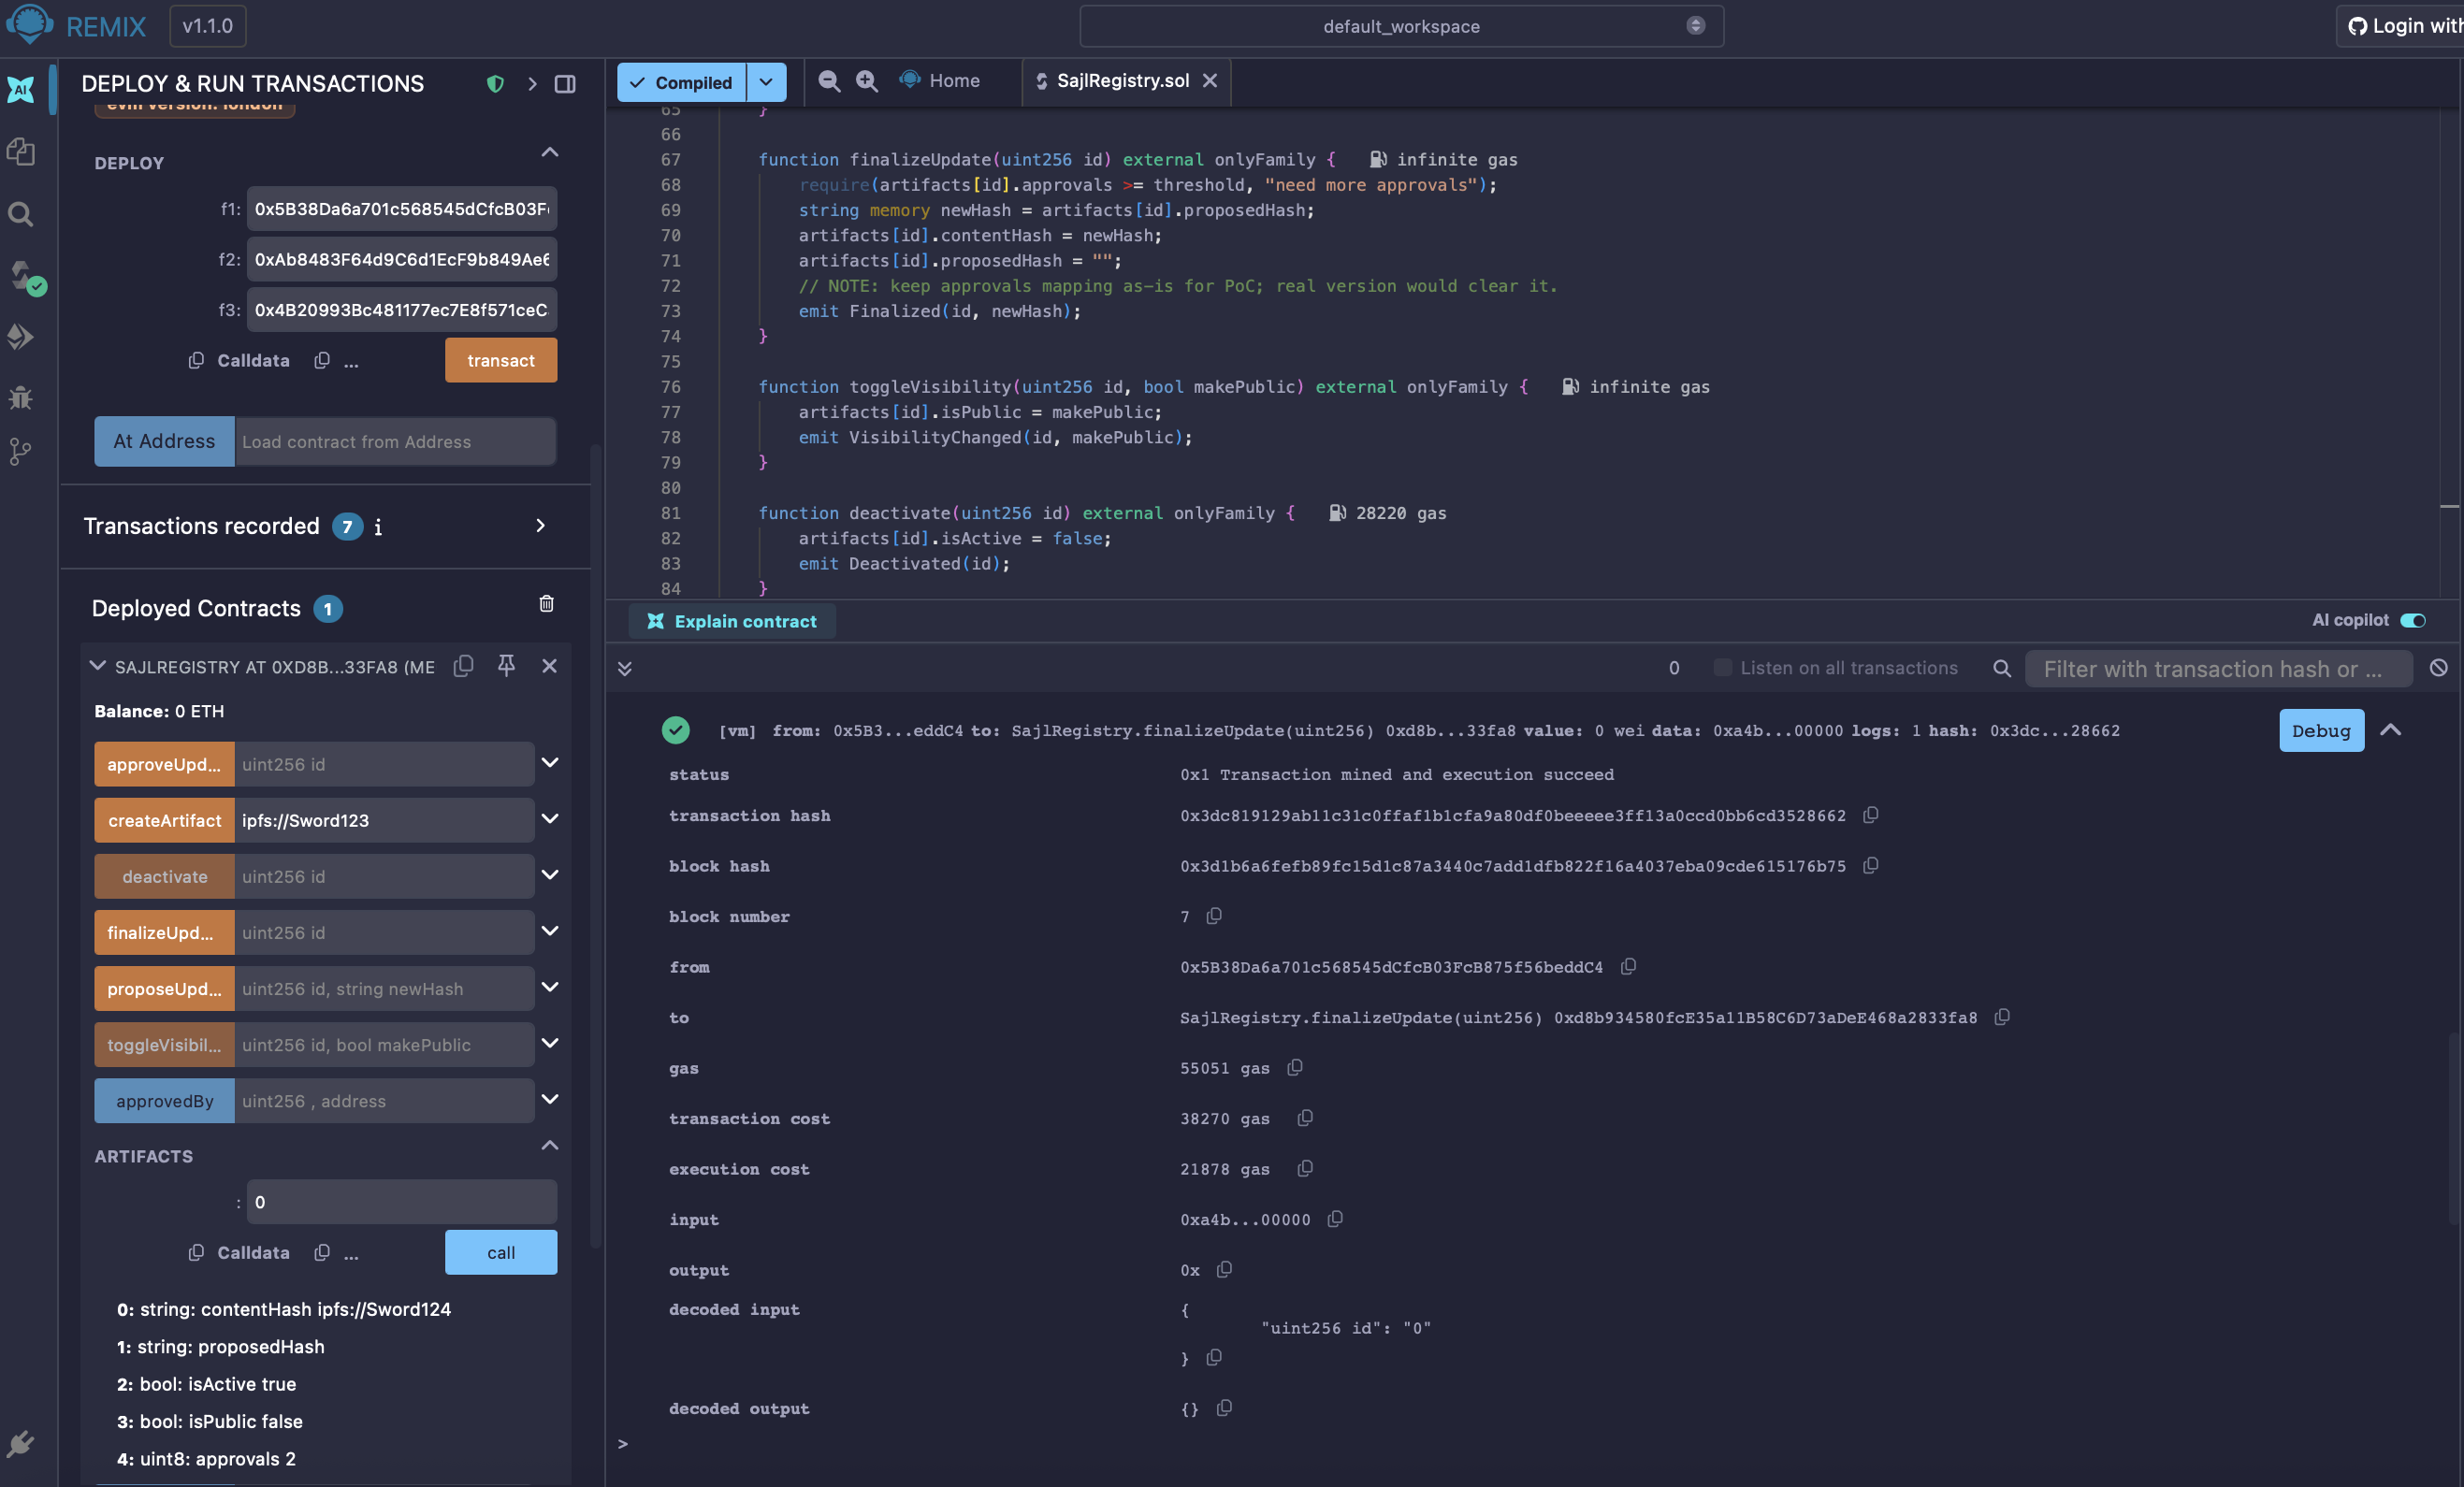 REMIX v1.1.0
default_workspace
Login with
DEPLOY & RUN TRANSACTIONS
evm version: london
DEPLOY
f1: 0x5B38Da6a701c568545dCfcB03F
f2: 0xAb8483F64d9C6d1EcF9b849Ae6
f3: 0x4B20993Bc481177ec7E8f571ceC
Calldata ... transact
At Address Load contract from Address
Transactions recorded 7 i
Deployed Contracts 1
SAJLREGISTRY AT 0XD8B...33FA8 (ME
Balance: 0 ETH
approveUpd... uint256 id
createArtifact ipfs://Sword123
deactivate uint256 id
finalizeUpd... uint256 id
proposeUpd... uint256 id, string newHash
toggleVisibil... uint256 id, bool makePublic
approvedBy uint256 , address
ARTIFACTS
: 0
Calldata ... call
0: string: contentHash ipfs://Sword124
1: string: proposedHash
2: bool: isActive true
3: bool: isPublic false
4: uint8: approvals 2
Compiled Home SajlRegistry.sol
65 }
66
67 function finalizeUpdate(uint256 id) external onlyFamily { infinite gas
68 require(artifacts[id].approvals >= threshold, "need more approvals");
69 string memory newHash = artifacts[id].proposedHash;
70 artifacts[id].contentHash = newHash;
71 artifacts[id].proposedHash = "";
72 // NOTE: keep approvals mapping as-is for PoC; real version would clear it.
73 emit Finalized(id, newHash);
74 }
75
76 function toggleVisibility(uint256 id, bool makePublic) external onlyFamily { infinite gas
77 artifacts[id].isPublic = makePublic;
78 emit VisibilityChanged(id, makePublic);
79 }
80
81 function deactivate(uint256 id) external onlyFamily { 28220 gas
82 artifacts[id].isActive = false;
83 emit Deactivated(id);
84 }
Explain contract
AI copilot
0 Listen on all transactions Filter with transaction hash or ...
[vm] from: 0x5B3...eddC4 to: SajlRegistry.finalizeUpdate(uint256) 0xd8b...33fa8 value: 0 wei data: 0xa4b...00000 logs: 1 hash: 0x3dc...28662
Debug
status 0x1 Transaction mined and execution succeed
transaction hash 0x3dc819129ab11c31c0ffaf1b1cfa9a80df0beeeee3ff13a0ccd0bb6cd3528662
block hash 0x3d1b6a6fefb89fc15d1c87a3440c7add1dfb822f16a4037eba09cde615176b75
block number 7
from 0x5B38Da6a701c568545dCfcB03FcB875f56beddC4
to SajlRegistry.finalizeUpdate(uint256) 0xd8b934580fcE35a11B58C6D73aDeE468a2833fa8
gas 55051 gas
transaction cost 38270 gas
execution cost 21878 gas
input 0xa4b...00000
output 0x
decoded input {
"uint256 id": "0"
}
decoded output {}
>